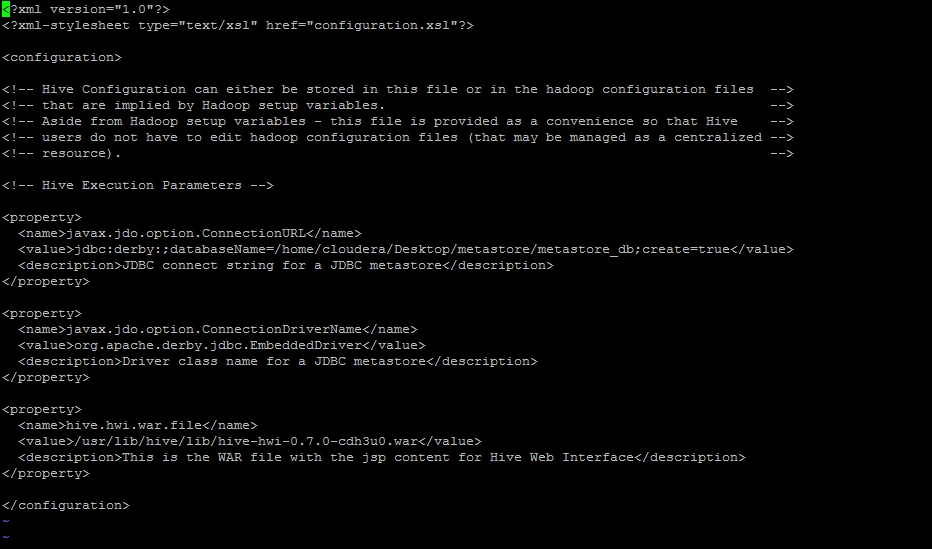 <?xml version="1.0"?>
<?xml-stylesheet type="text/xsl" href="configuration.xsl"?>
<configuration>
<!-- Hive Configuration can either be stored in this file or in the hadoop configuration files  -->
<!-- that are implied by Hadoop setup variables.                                                -->
<!-- Aside from Hadoop setup variables - this file is provided as a convenience so that Hive    -->
<!-- users do not have to edit hadoop configuration files (that may be managed as a centralized -->
<!-- resource).                                                                                 -->
<!-- Hive Execution Parameters -->
<property>
  <name>javax.jdo.option.ConnectionURL</name>
  <value>jdbc:derby:;databaseName=/home/cloudera/Desktop/metastore/metastore_db;create=true</value>
  <description>JDBC connect string for a JDBC metastore</description>
</property>
<property>
  <name>javax.jdo.option.ConnectionDriverName</name>
  <value>org.apache.derby.jdbc.EmbeddedDriver</value>
  <description>Driver class name for a JDBC metastore</description>
</property>
<property>
  <name>hive.hwi.war.file</name>
  <value>/usr/lib/hive/lib/hive-hwi-0.7.0-cdh3u0.war</value>
  <description>This is the WAR file with the jsp content for Hive Web Interface</description>
</property>
</configuration>
~
~